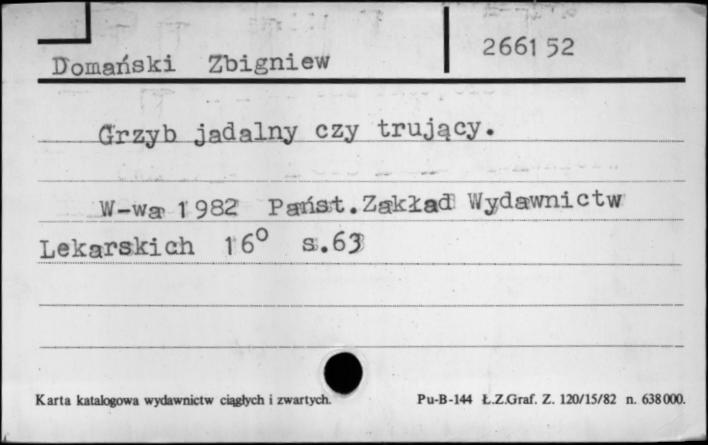 Domański Zbigniew 266152
Grzyb jadalny czy trujący.
W-wa 1982 Państ.Zakład Wydawnictw
Lekarskich 16° s.63
Karta katalogowa wydawnictw ciągłych i zwartych. Pu-B-144 Ł.Z.Graf. Z. 120/15/82 n. 638000.